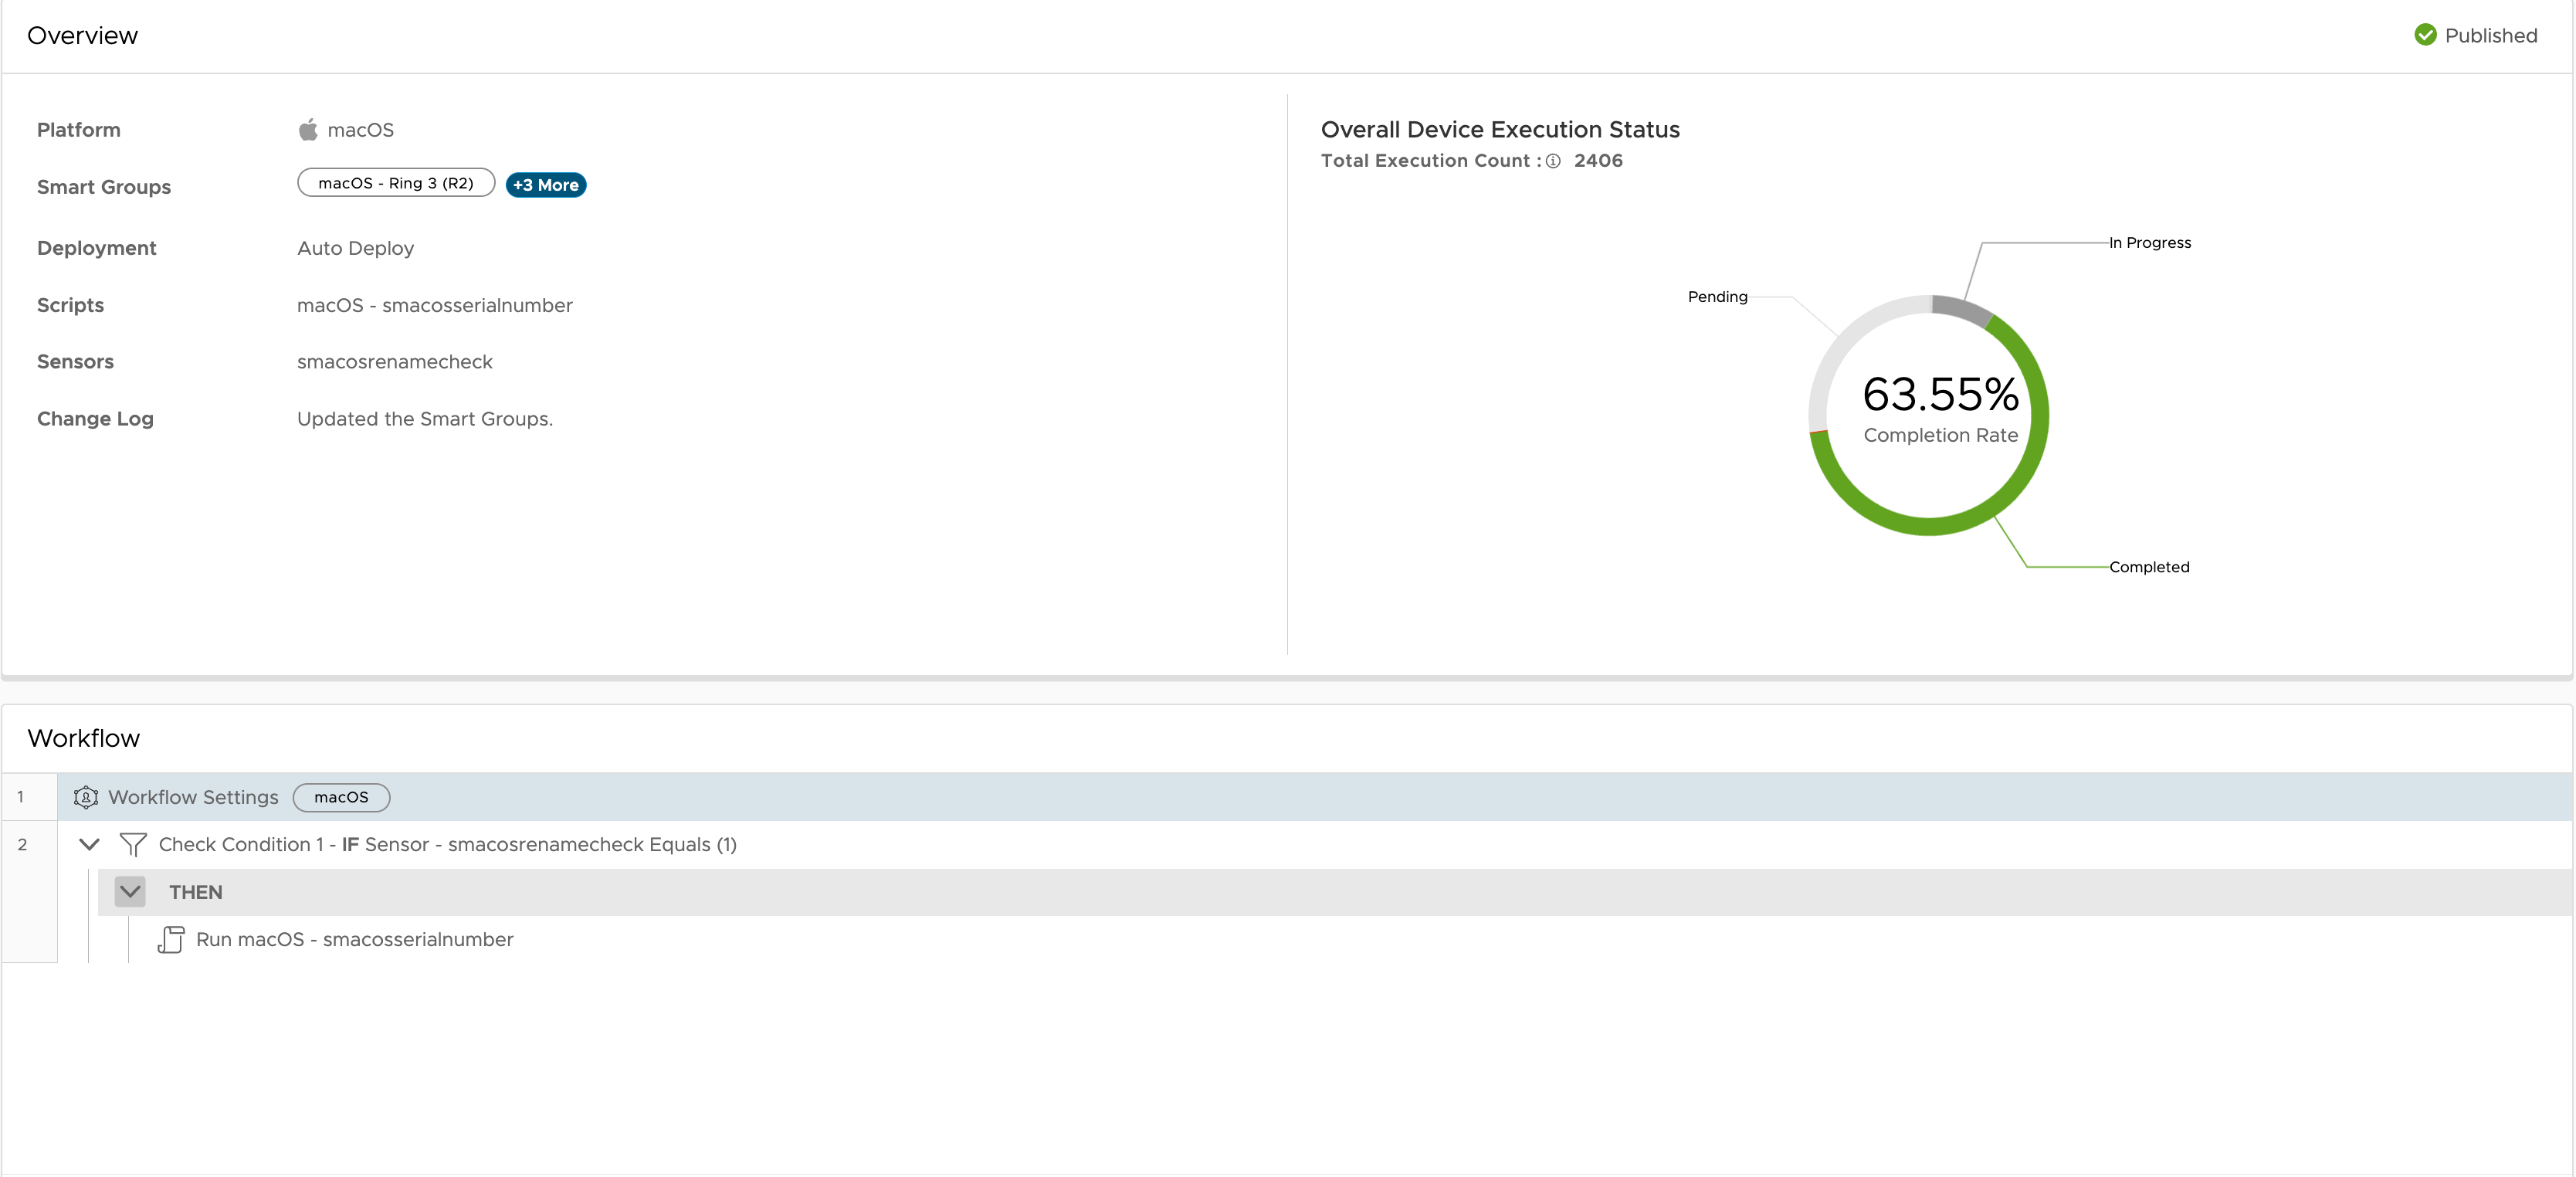 Overview
Published
Platform
macOS
Smart Groups
macOS - Ring 3 (R2)
+3 More
Deployment
Auto Deploy
Scripts
macOS - smacosserialnumber
Sensors
smacosrenamecheck
Change Log
Updated the Smart Groups.
Overall Device Execution Status
Total Execution Count : 2406
In Progress
Pending
63.55%
Completion Rate
Completed
Workflow
1 Workflow Settings macOS
2 Check Condition 1 - IF Sensor - smacosrenamecheck Equals (1)
THEN
Run macOS - smacosserialnumber